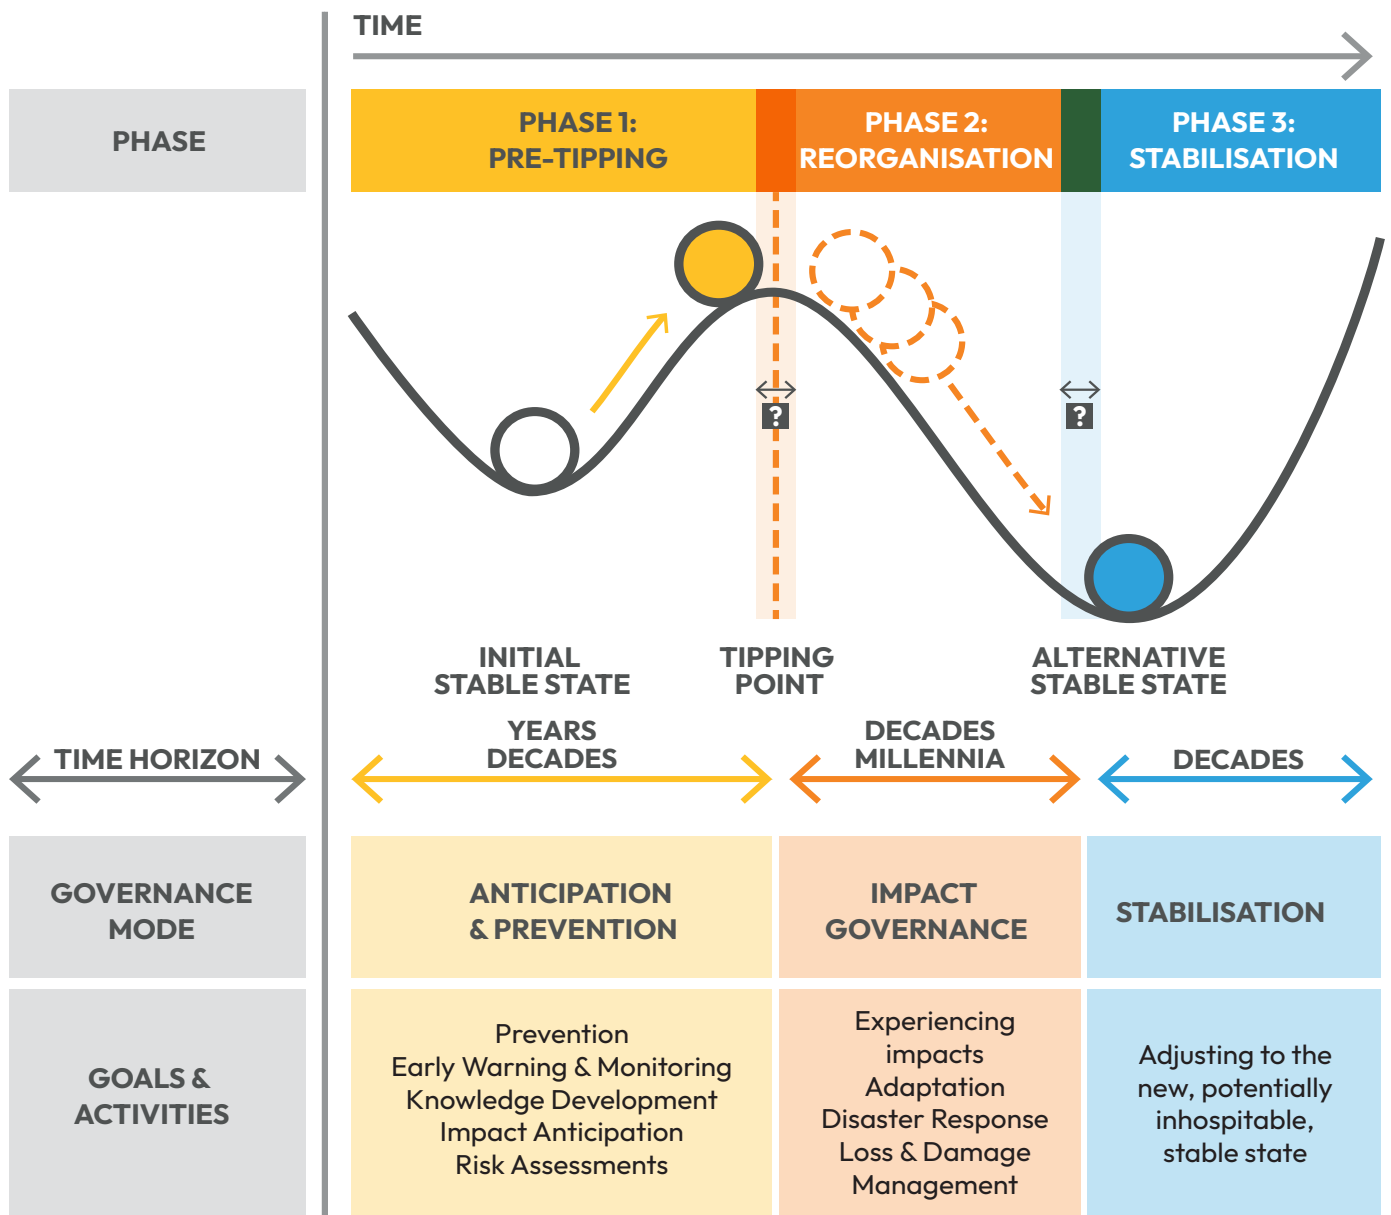 TIME
PHASE
PHASE 1:
PRE-TIPPING
PHASE 2:
REORGANISATION
PHASE 3:
STABILISATION
?
?
INITIAL
STABLE STATE
TIPPING
POINT
ALTERNATIVE
STABLE STATE
TIME HORIZON
YEARS
DECADES
DECADES
MILLENNIA
DECADES
GOVERNANCE
MODE
ANTICIPATION
& PREVENTION
IMPACT
GOVERNANCE
STABILISATION
GOALS &
ACTIVITIES
Prevention
Early Warning & Monitoring
Knowledge Development
Impact Anticipation
Risk Assessments
Experiencing
impacts
Adaptation
Disaster Response
Loss & Damage
Management
Adjusting to the
new, potentially
inhospitable,
stable state